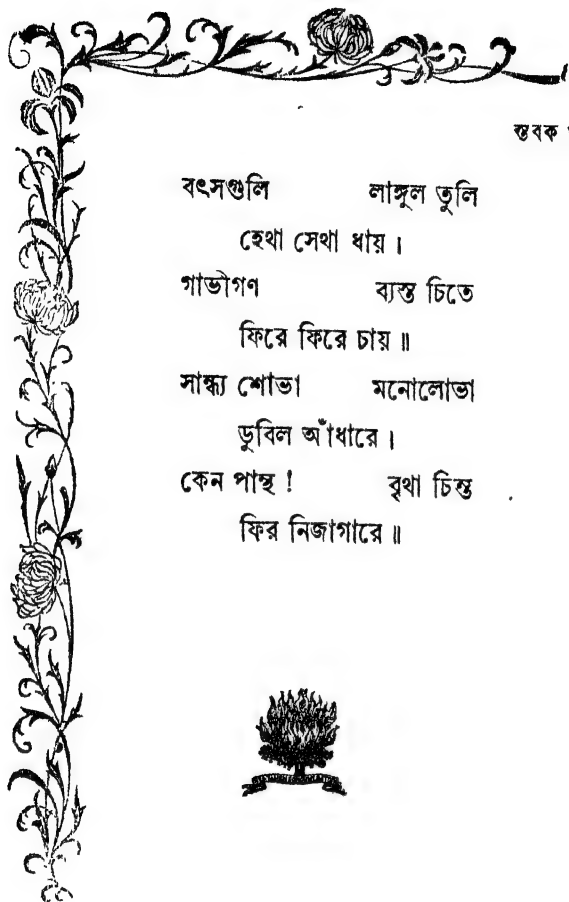 স্তবক
বৎসগুলি লাঙ্গুল তুলি
হেথা সেথা ধায় ।
গাভীগণ ব্যস্ত চিতে
ফিরে ফিরে চায় ॥
সান্ধ্য শোভা মনোলোভা
ডুবিল আঁধারে ।
কেন পান্থ ! বৃথা চিন্ত
ফির নিজাগারে ॥